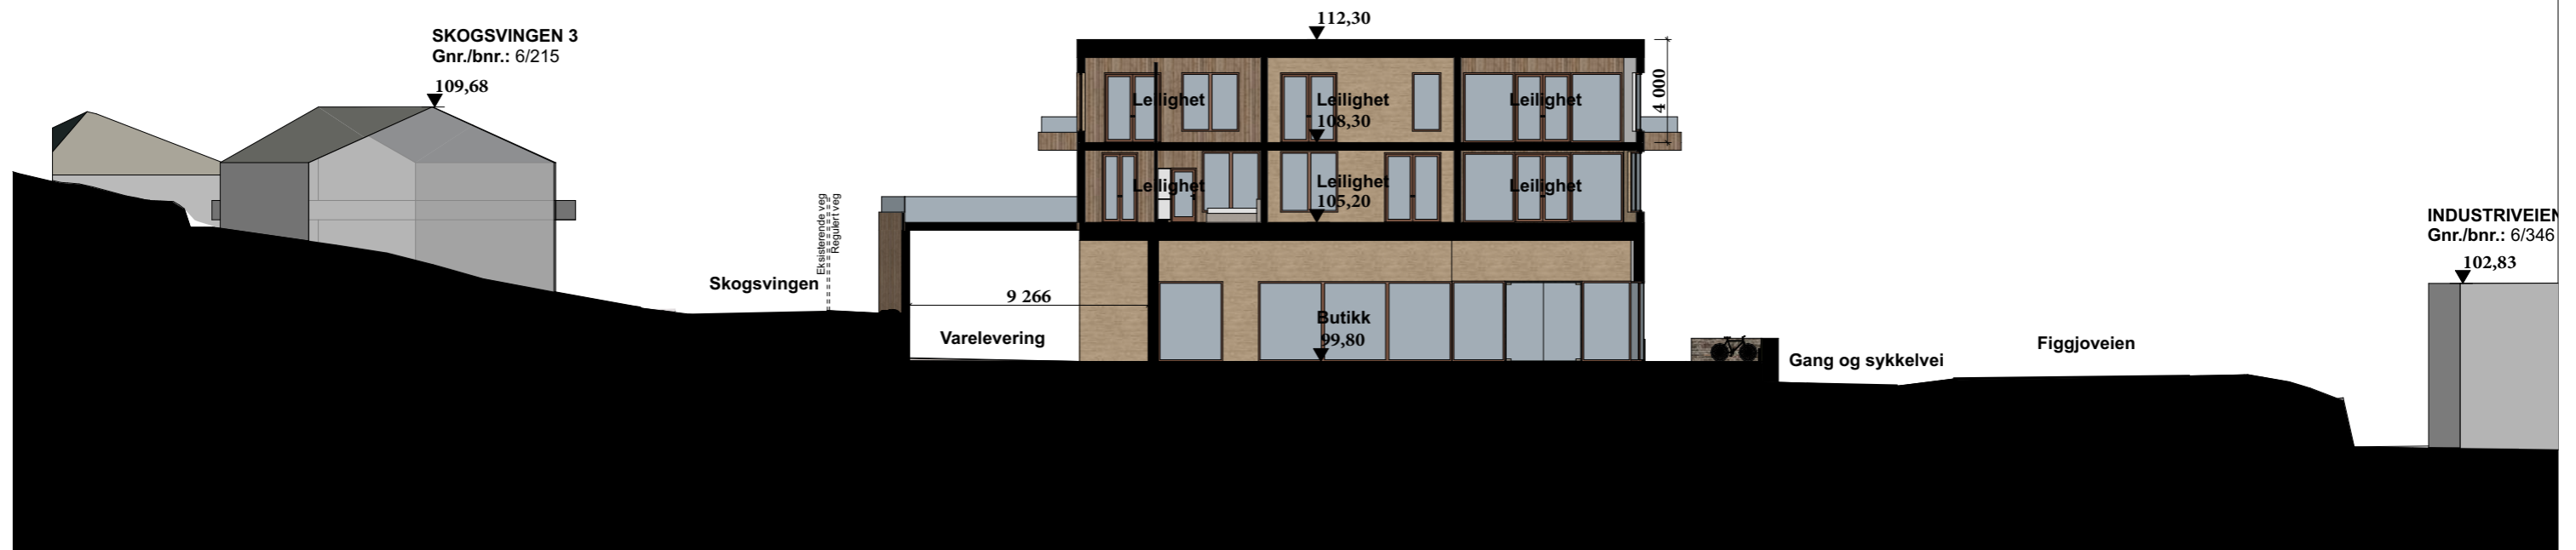 112,30
SKOGSVINGEN 3
Gnr./bnr.: 6/215
109,68
4 000
Leilighet
Leilighet
108,30
Leilighet
Leilighet
Leilighet
105,20
Leilighet
Eksisterende veg
Regulert veg
INDUSTRIVEIEN
Gnr./bnr.: 6/346
102,83
Skogsvingen
9 266
Butikk
99,80
Varelevering
Gang og sykkelvei
Figgjoveien